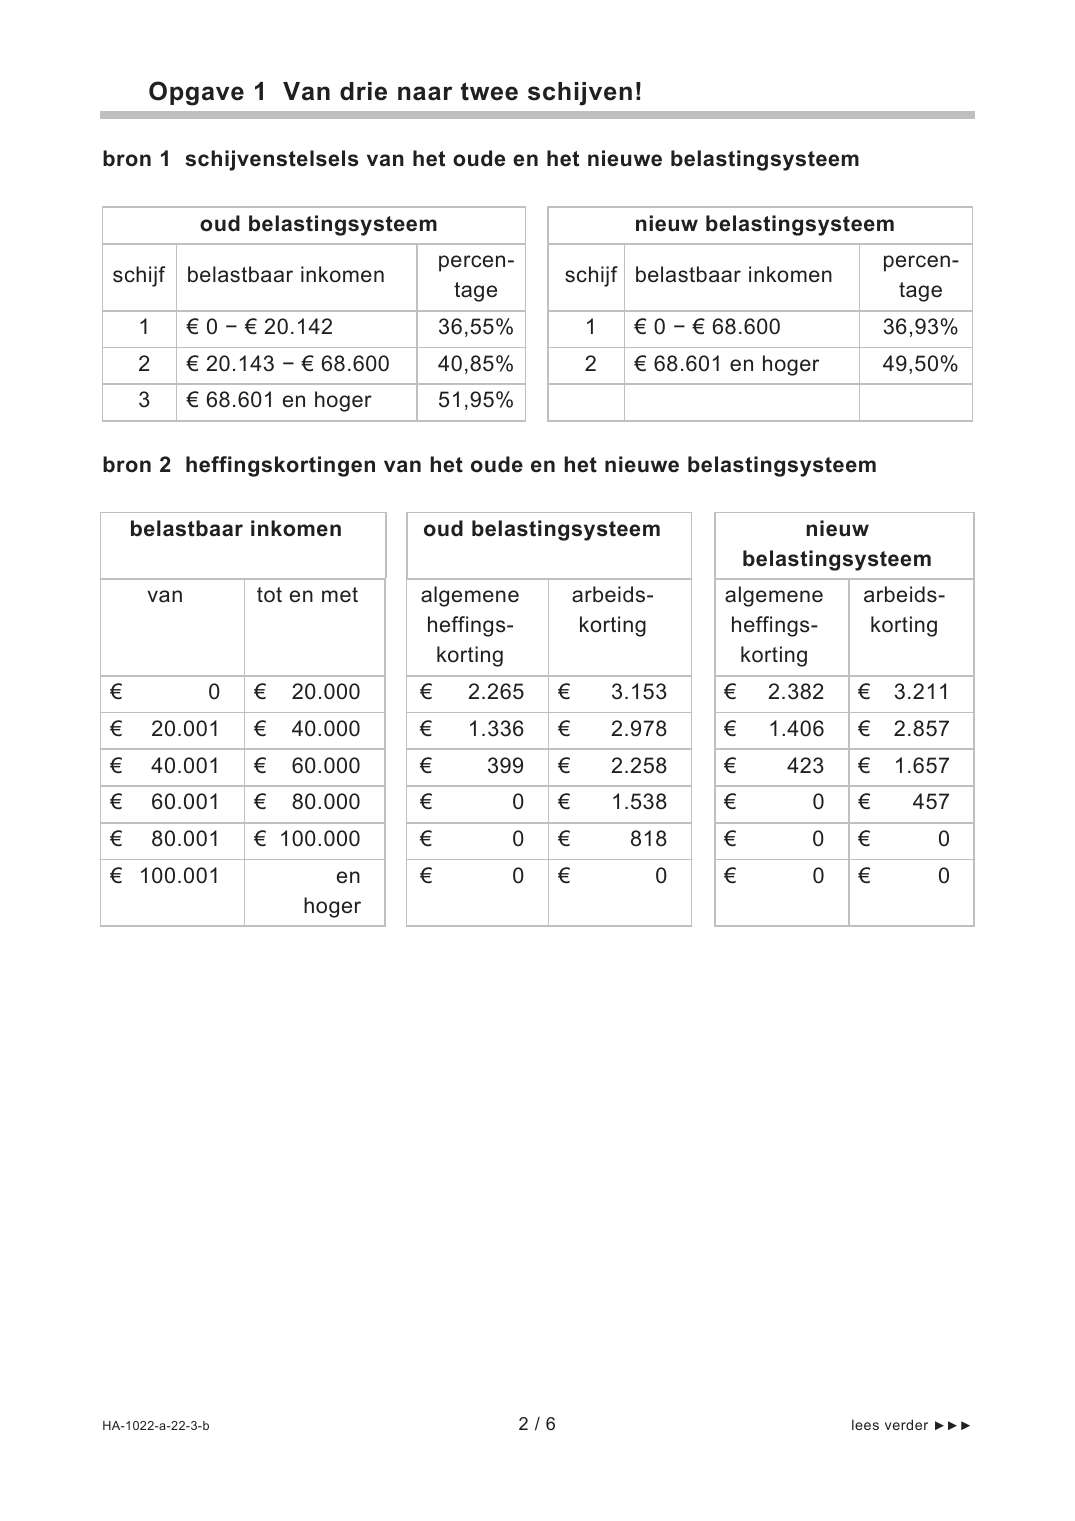 Opgave 1 Van drie naar twee schijven!
bron 1 schijvenstelsels van het oude en het nieuwe belastingsysteem
oud belastingsysteem
schijf belastbaar inkomen percen-
tage
1 € 0 – € 20.142 36,55%
2 € 20.143 – € 68.600 40,85%
3 € 68.601 en hoger 51,95%
nieuw belastingsysteem
schijf belastbaar inkomen percen-
tage
1 € 0 – € 68.600 36,93%
2 € 68.601 en hoger 49,50%
bron 2 heffingskortingen van het oude en het nieuwe belastingsysteem
belastbaar inkomen oud belastingsysteem nieuw
belastingsysteem
van tot en met algemene arbeids- algemene arbeids-
heffings- korting heffings- korting
korting korting
€ 0 € 20.000 € 2.265 € 3.153 € 2.382 € 3.211
€ 20.001 € 40.000 € 1.336 € 2.978 € 1.406 € 2.857
€ 40.001 € 60.000 € 399 € 2.258 € 423 € 1.657
€ 60.001 € 80.000 € 0 € 1.538 € 0 € 457
€ 80.001 € 100.000 € 0 € 818 € 0 € 0
€ 100.001 en € 0 € 0 € 0 € 0
hoger
HA-1022-a-22-3-b 2 / 6 lees verder ►►►